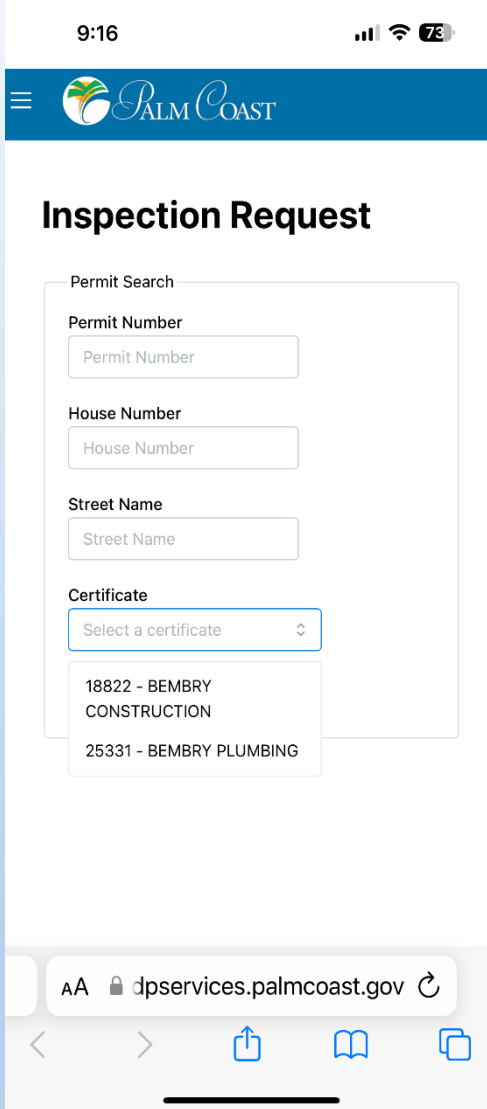 9:16
73
PALM COAST
Inspection Request
Permit Search
Permit Number
Permit Number
House Number
House Number
Street Name
Street Name
Certificate
Select a certificate
18822 - BEMBRY
CONSTRUCTION
25331 - BEMBRY PLUMBING
AA dpservices.palmcoast.gov